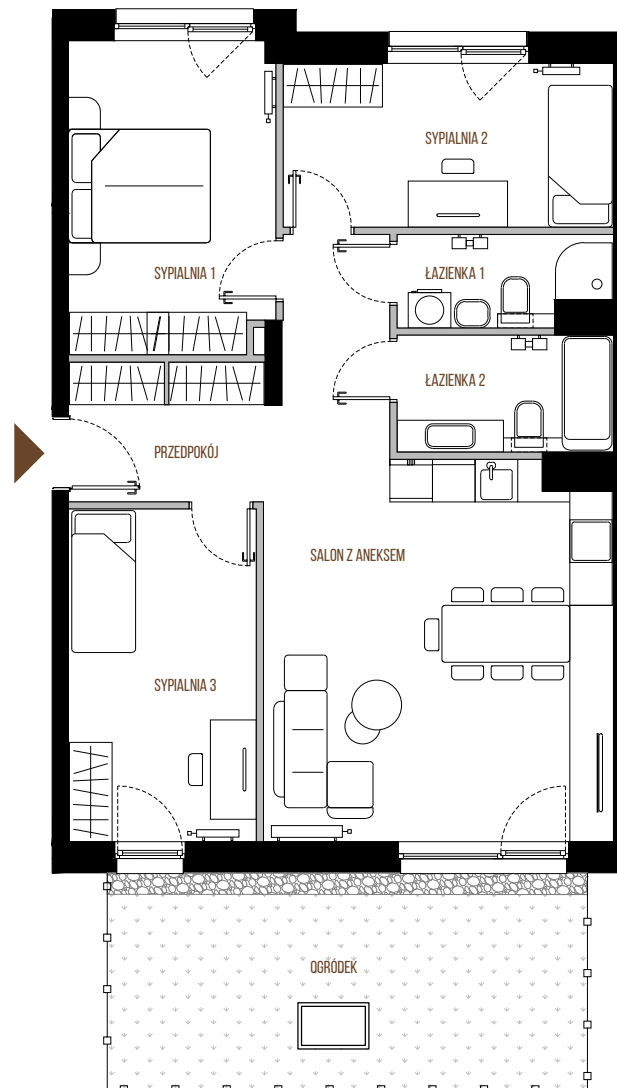 SYPIALNIA 2
SYPIALNIA 1
ŁAZIENKA 1
ŁAZIENKA 2
PRZEDPOKÓJ
SALON Z ANEKSEM
SYPIALNIA 3
OGRÓDEK